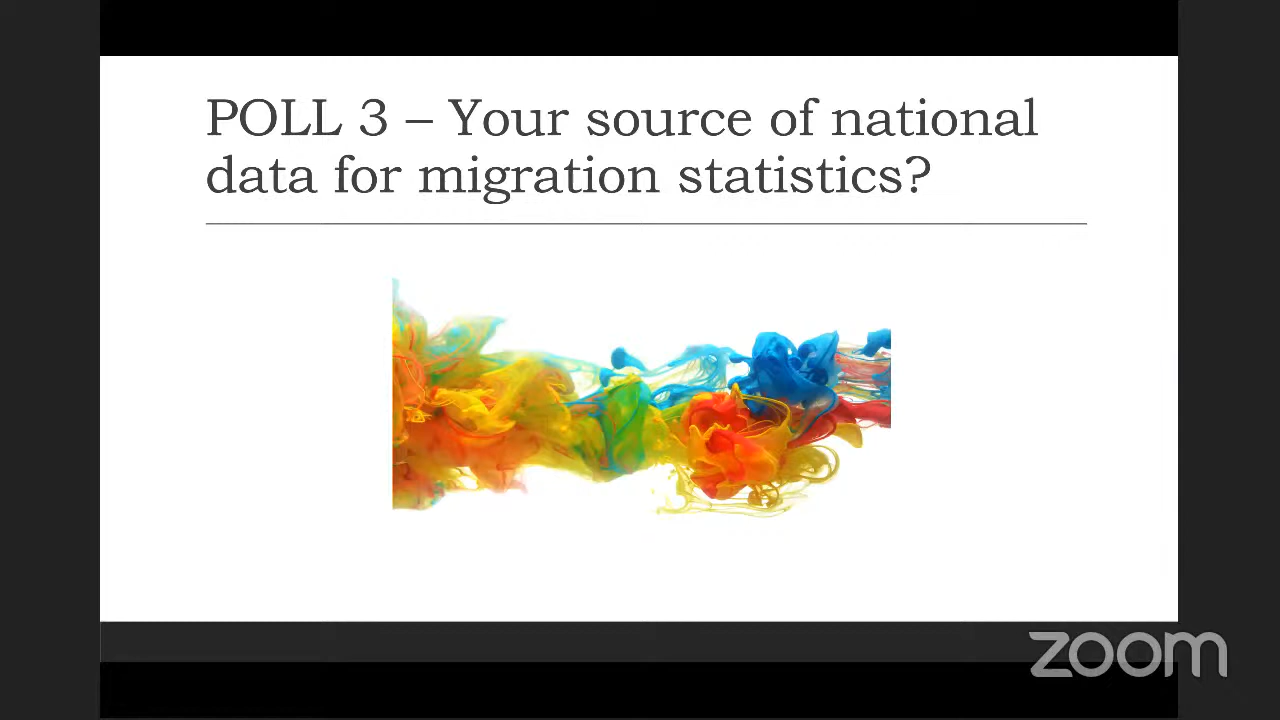 POLL 3 – Your source of national
data for migration statistics?
zoom